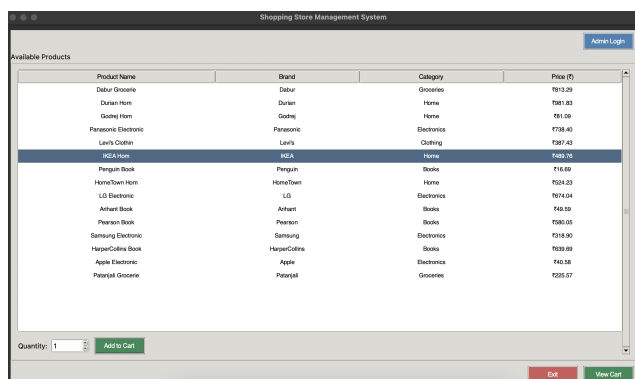 Shopping Store Management System
Admin Login
Available Products
Product Name Brand Category Price (₹)
Dabur Grocerie Dabur Groceries ₹813.29
Durian Hom Durian Home ₹981.83
Godrej Hom Godrej Home ₹81.09
Panasonic Electronic Panasonic Electronics ₹738.40
Levi's Clothin Levi's Clothing ₹387.43
IKEA Hom IKEA Home ₹469.76
Penguin Book Penguin Books ₹16.69
HomeTown Hom HomeTown Home ₹524.23
LG Electronic LG Electronics ₹674.04
Arihant Book Arihant Books ₹49.59
Pearson Book Pearson Books ₹580.05
Samsung Electronic Samsung Electronics ₹318.90
HarperCollins Book HarperCollins Books ₹639.69
Apple Electronic Apple Electronics ₹40.58
Patanjali Grocerie Patanjali Groceries ₹225.57
Quantity: 1 Add to Cart
Exit View Cart